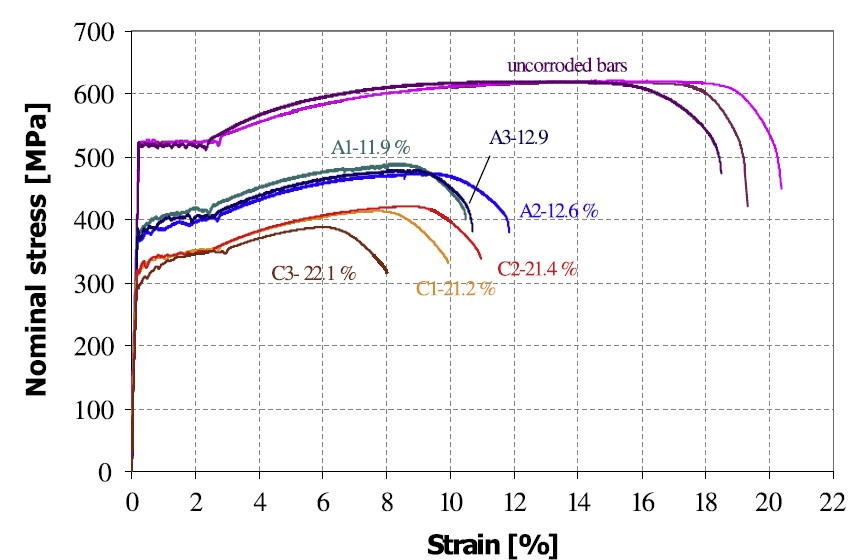 700
uncorroded bars
600
A3-12.9
A1-11.9 %
500
A2-12.6 %
400
C2-21.4 %
C3- 22.1 %
C1-21.2 %
300
200
100
0
0 2 4 6 8 10 12 14 16 18 20 22
Nominal stress [MPa]
Strain [%]